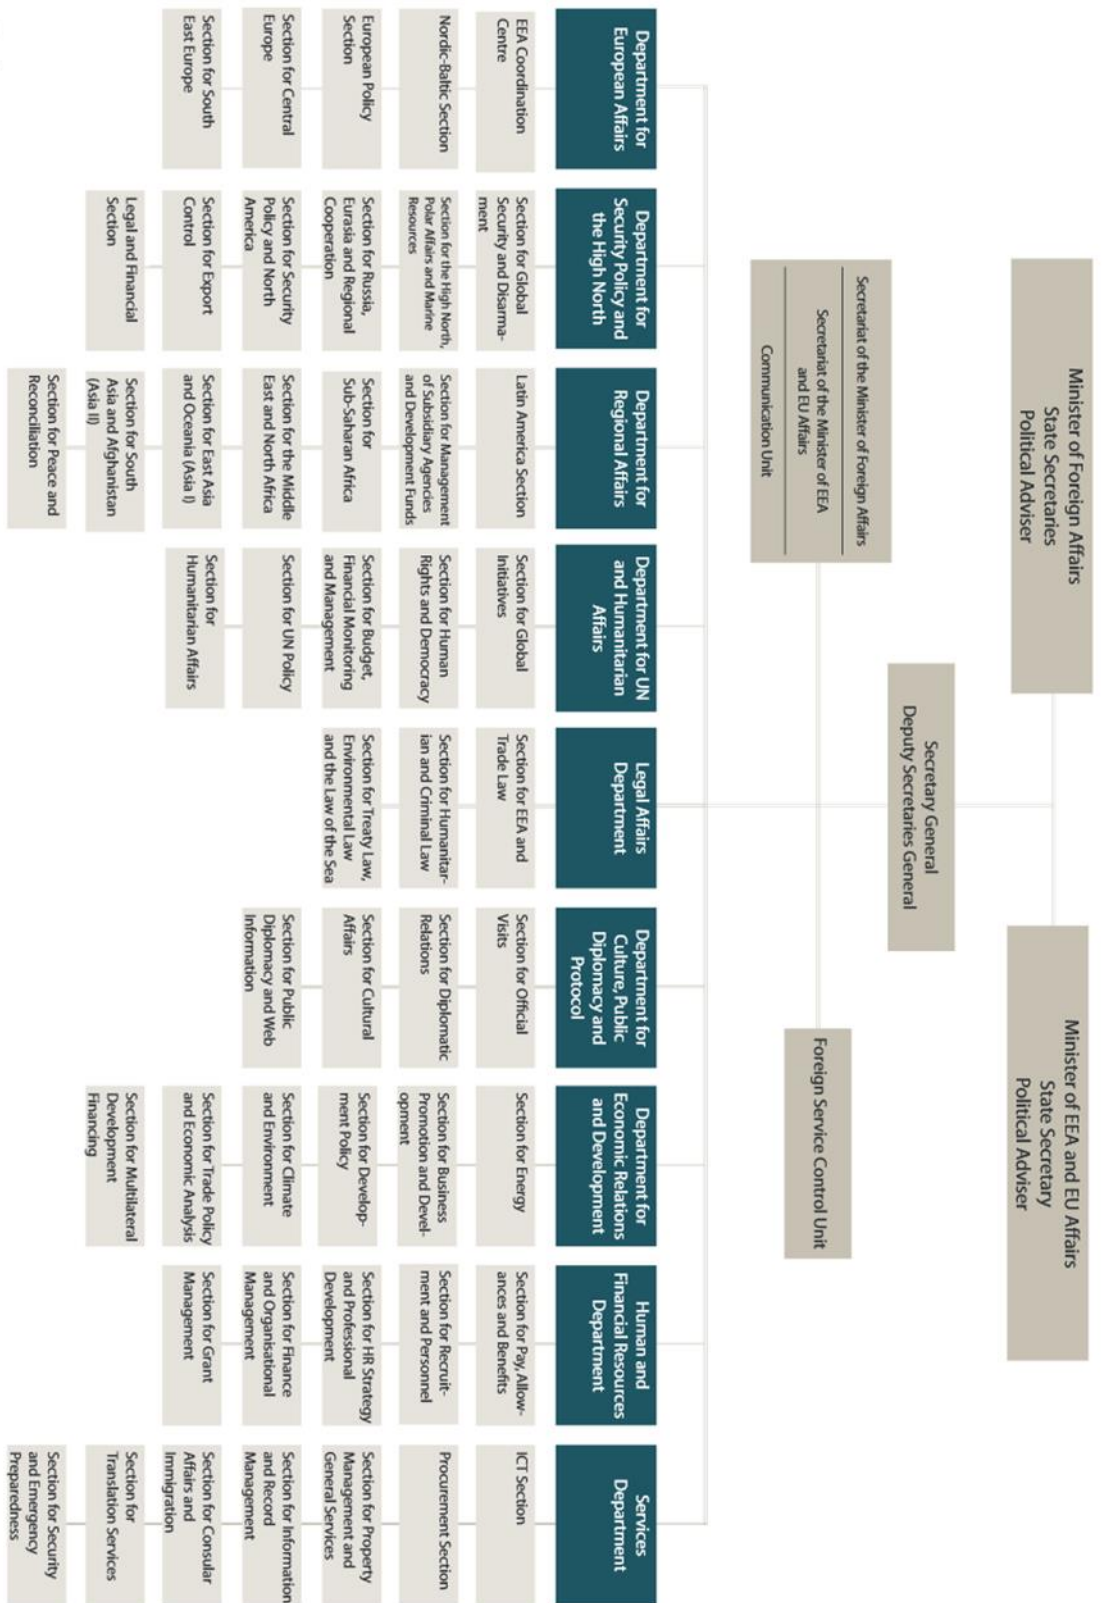 Minister of Foreign Affairs
State Secretaries
Political Adviser
Minister of EEA and EU Affairs
State Secretary
Political Adviser
Secretary General
Deputy Secretaries General
Secretariat of the Minister of Foreign Affairs
Secretariat of the Minister of EEA
and EU Affairs
Communication Unit
Foreign Service Control Unit
Department for
European Affairs
EEA Coordination
Centre
Nordic-Baltic Section
European Policy
Section
Section for Central
Europe
Section for South
East Europe
Department for
Security Policy and
the High North
Section for Global
Security and Disarma-
ment
Section for the High North,
Polar Affairs and Marine
Resources
Section for Russia,
Eurasia and Regional
Cooperation
Section for Security
Policy and North
America
Section for Export
Control
Legal and Financial
Section
Department for
Regional Affairs
Latin America Section
Section for Management
of Subsidiary Agencies
and Development Funds
Section for
Sub-Saharan Africa
Section for the Middle
East and North Africa
Section for East Asia
and Oceania (Asia I)
Section for South
Asia and Afghanistan
(Asia II)
Section for Peace and
Reconciliation
Department for UN
and Humanitarian
Affairs
Section for Global
Initiatives
Section for Human
Rights and Democracy
Section for Budget,
Financial Monitoring
and Management
Section for UN Policy
Section for
Humanitarian Affairs
Legal Affairs
Department
Section for EEA and
Trade Law
Section for Humanitar-
ian and Criminal Law
Section for Treaty Law,
Environmental Law
and the Law of the Sea
Department for
Culture, Public
Diplomacy and
Protocol
Section for Official
Visits
Section for Diplomatic
Relations
Section for Cultural
Affairs
Section for Public
Diplomacy and Web
Information
Department for
Economic Relations
and Development
Section for Energy
Section for Business
Promotion and Devel-
opment
Section for Develop-
ment Policy
Section for Climate
and Environment
Section for Trade Policy
and Economic Analysis
Section for Multilateral
Development
Financing
Human and
Financial Resources
Department
Section for Pay, Allow-
ances and Benefits
Section for Recruit-
ment and Personnel
Section for HR Strategy
and Professional
Development
Section for Finance
and Organisational
Management
Section for Grant
Management
Services
Department
ICT Section
Procurement Section
Section for Property
Management and
General Services
Section for Information
and Record
Management
Section for Consular
Affairs and
Immigration
Section for
Translation Services
Section for Security
and Emergency
Preparedness